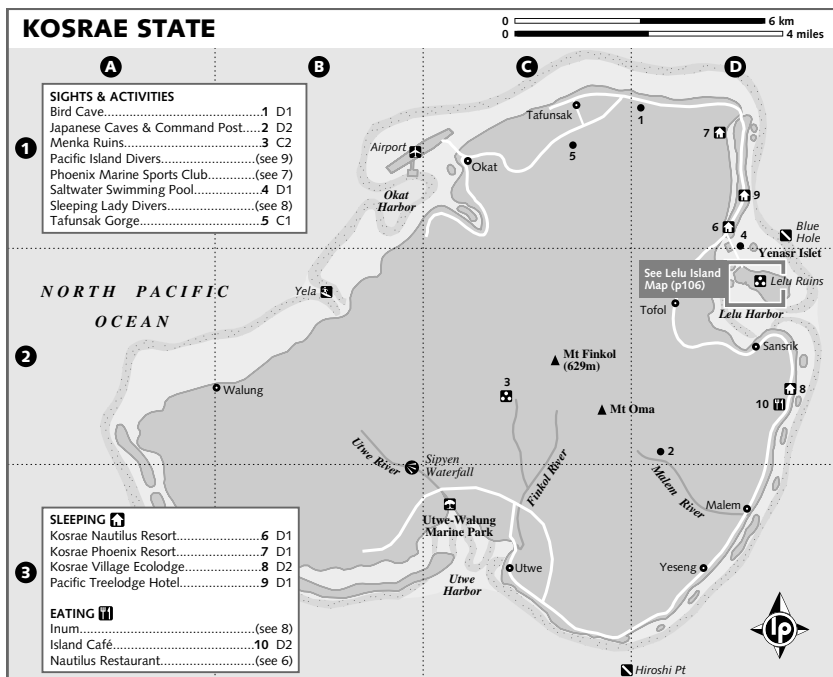 KOSRAE STATE
0 6 km
0 4 miles
A B C D
SIGHTS & ACTIVITIES
Bird Cave....................................1 D1
Japanese Caves & Command Post.....2 D2
Menka Ruins................................3 C2
Pacific Island Divers....................(see 9)
Phoenix Marine Sports Club..........(see 7)
Saltwater Swimming Pool..............4 D1
Sleeping Lady Divers....................(see 8)
Tafunsak Gorge............................5 C1
1
Tafunsak
1
7
Airport
5
Okat
9
Okat
Harbor
6
4
Blue
Hole
Yenasr Islet
See Lelu Island
Map (p106)
Lelu Ruins
NORTH PACIFIC
OCEAN
Yela
Tofol
Lelu Harbor
2
Sansrik
Mt Finkol
(629m)
Walung
3
8
10
Mt Oma
Utwe River
Sipyen
Waterfall
Finkol River
2
Malem River
Malem
SLEEPING
Kosrae Nautilus Resort..................6 D1
Kosrae Phoenix Resort..................7 D1
Kosrae Village Ecolodge...............8 D2
Pacific Treelodge Hotel.................9 D1
EATING
Inum..........................................(see 8)
Island Café.................................10 D2
Nautilus Restaurant.....................(see 6)
3
Utwe-Walung
Marine Park
Utwe
Utwe
Harbor
Yeseng
lp
Hiroshi Pt